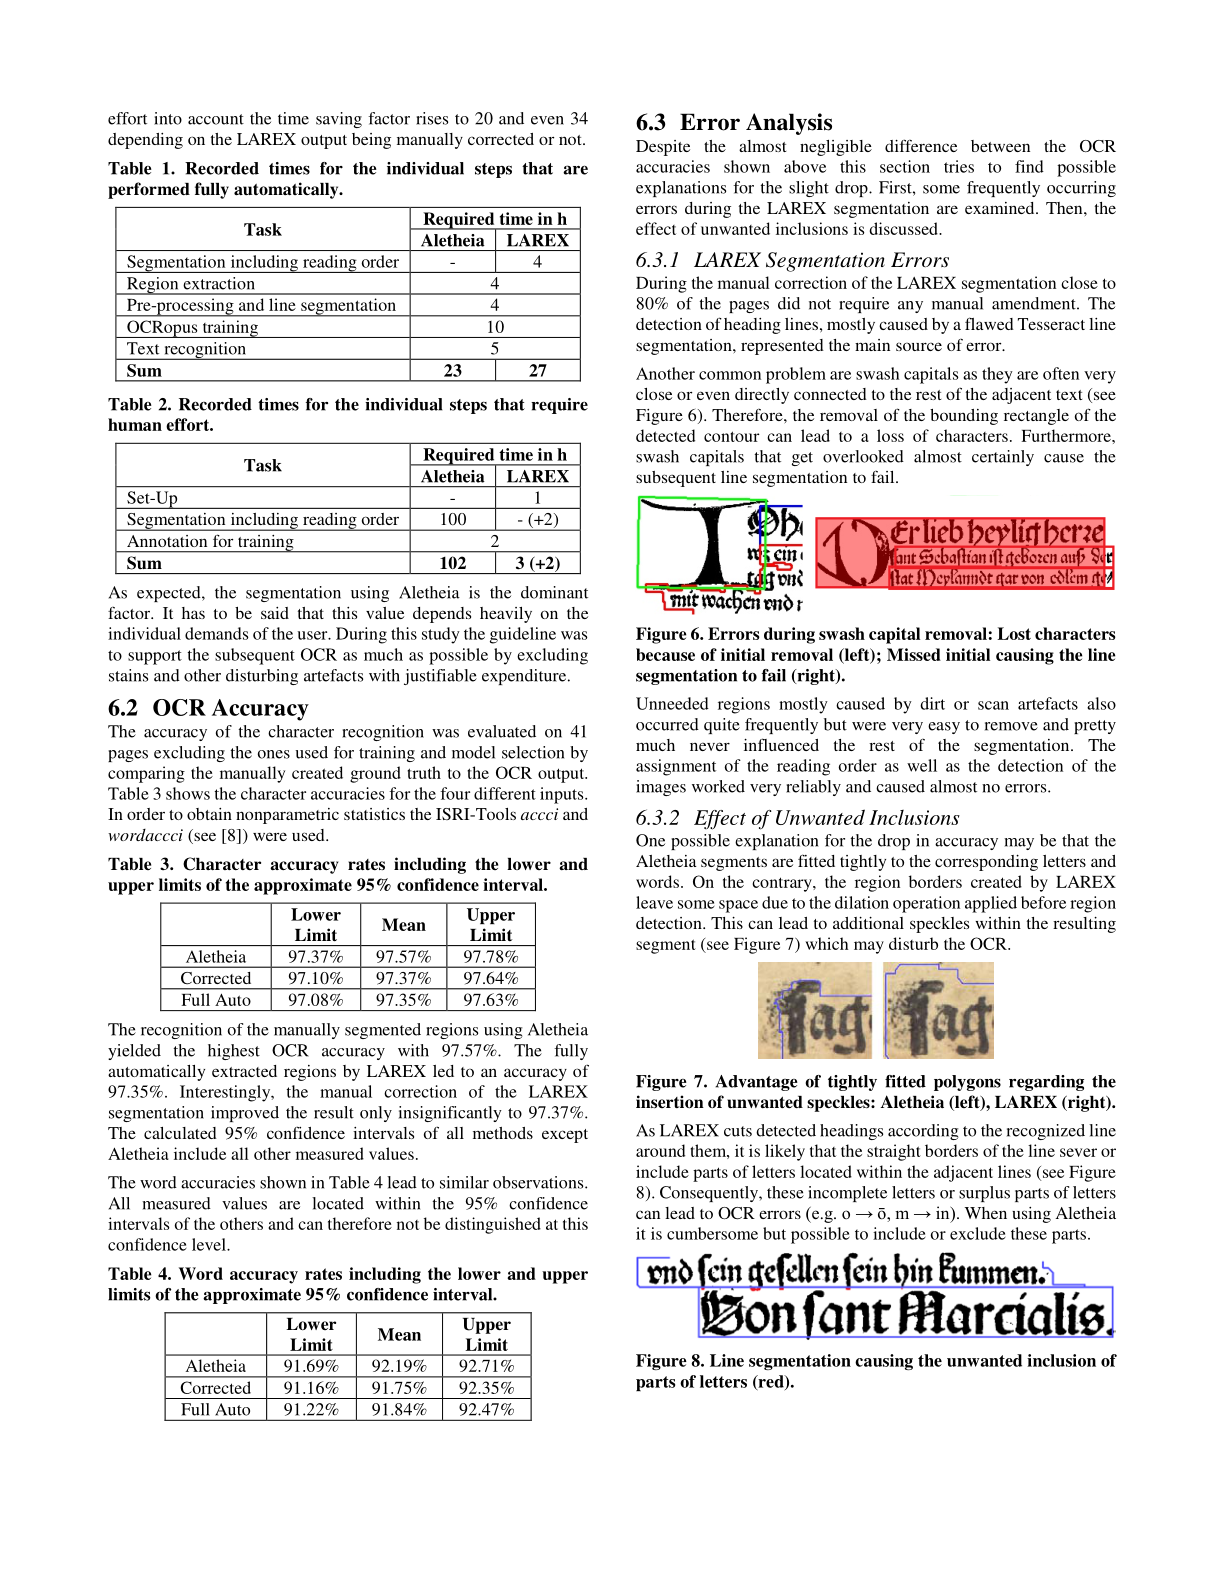 effort into account the time saving factor rises to 20 and even 34
depending on the LAREX output being manually corrected or not.
Table 1. Recorded times for the individual steps that are
performed fully automatically.
Task Required time in h
Aletheia LAREX
Segmentation including reading order - 4
Region extraction 4
Pre-processing and line segmentation 4
OCRopus training 10
Text recognition 5
Sum 23 27
Table 2. Recorded times for the individual steps that require
human effort.
Task Required time in h
Aletheia LAREX
Set-Up - 1
Segmentation including reading order 100 - (+2)
Annotation for training 2
Sum 102 3 (+2)
As expected, the segmentation using Aletheia is the dominant
factor. It has to be said that this value depends heavily on the
individual demands of the user. During this study the guideline was
to support the subsequent OCR as much as possible by excluding
stains and other disturbing artefacts with justifiable expenditure.
6.2 OCR Accuracy
The accuracy of the character recognition was evaluated on 41
pages excluding the ones used for training and model selection by
comparing the manually created ground truth to the OCR output.
Table 3 shows the character accuracies for the four different inputs.
In order to obtain nonparametric statistics the ISRI-Tools accci and
wordaccci (see [8]) were used.
Table 3. Character accuracy rates including the lower and
upper limits of the approximate 95% confidence interval.
Lower Limit Mean Upper Limit
Aletheia 97.37% 97.57% 97.78%
Corrected 97.10% 97.37% 97.64%
Full Auto 97.08% 97.35% 97.63%
The recognition of the manually segmented regions using Aletheia
yielded the highest OCR accuracy with 97.57%. The fully
automatically extracted regions by LAREX led to an accuracy of
97.35%. Interestingly, the manual correction of the LAREX
segmentation improved the result only insignificantly to 97.37%.
The calculated 95% confidence intervals of all methods except
Aletheia include all other measured values.
The word accuracies shown in Table 4 lead to similar observations.
All measured values are located within the 95% confidence
intervals of the others and can therefore not be distinguished at this
confidence level.
Table 4. Word accuracy rates including the lower and upper
limits of the approximate 95% confidence interval.
Lower Limit Mean Upper Limit
Aletheia 91.69% 92.19% 92.71%
Corrected 91.16% 91.75% 92.35%
Full Auto 91.22% 91.84% 92.47%
6.3 Error Analysis
Despite the almost negligible difference between the OCR
accuracies shown above this section tries to find possible
explanations for the slight drop. First, some frequently occurring
errors during the LAREX segmentation are examined. Then, the
effect of unwanted inclusions is discussed.
6.3.1 LAREX Segmentation Errors
During the manual correction of the LAREX segmentation close to
80% of the pages did not require any manual amendment. The
detection of heading lines, mostly caused by a flawed Tesseract line
segmentation, represented the main source of error.
Another common problem are swash capitals as they are often very
close or even directly connected to the rest of the adjacent text (see
Figure 6). Therefore, the removal of the bounding rectangle of the
detected contour can lead to a loss of characters. Furthermore,
swash capitals that get overlooked almost certainly cause the
subsequent line segmentation to fail.
mit wachen vnd
Er lieb heylig herre
sant Sebastian ist geboren auß
Figure 6. Errors during swash capital removal: Lost characters
because of initial removal (left); Missed initial causing the line
segmentation to fail (right).
Unneeded regions mostly caused by dirt or scan artefacts also
occurred quite frequently but were very easy to remove and pretty
much never influenced the rest of the segmentation. The
assignment of the reading order as well as the detection of the
images worked very reliably and caused almost no errors.
6.3.2 Effect of Unwanted Inclusions
One possible explanation for the drop in accuracy may be that the
Aletheia segments are fitted tightly to the corresponding letters and
words. On the contrary, the region borders created by LAREX
leave some space due to the dilation operation applied before region
detection. This can lead to additional speckles within the resulting
segment (see Figure 7) which may disturb the OCR.
ſag ſag
Figure 7. Advantage of tightly fitted polygons regarding the
insertion of unwanted speckles: Aletheia (left), LAREX (right).
As LAREX cuts detected headings according to the recognized line
around them, it is likely that the straight borders of the line sever or
include parts of letters located within the adjacent lines (see Figure
8). Consequently, these incomplete letters or surplus parts of letters
can lead to OCR errors (e.g. o → ō, m → in). When using Aletheia
it is cumbersome but possible to include or exclude these parts.
vnd ſein geſellen ſein hin kummen.
Von ſant Marcialis.
Figure 8. Line segmentation causing the unwanted inclusion of
parts of letters (red).